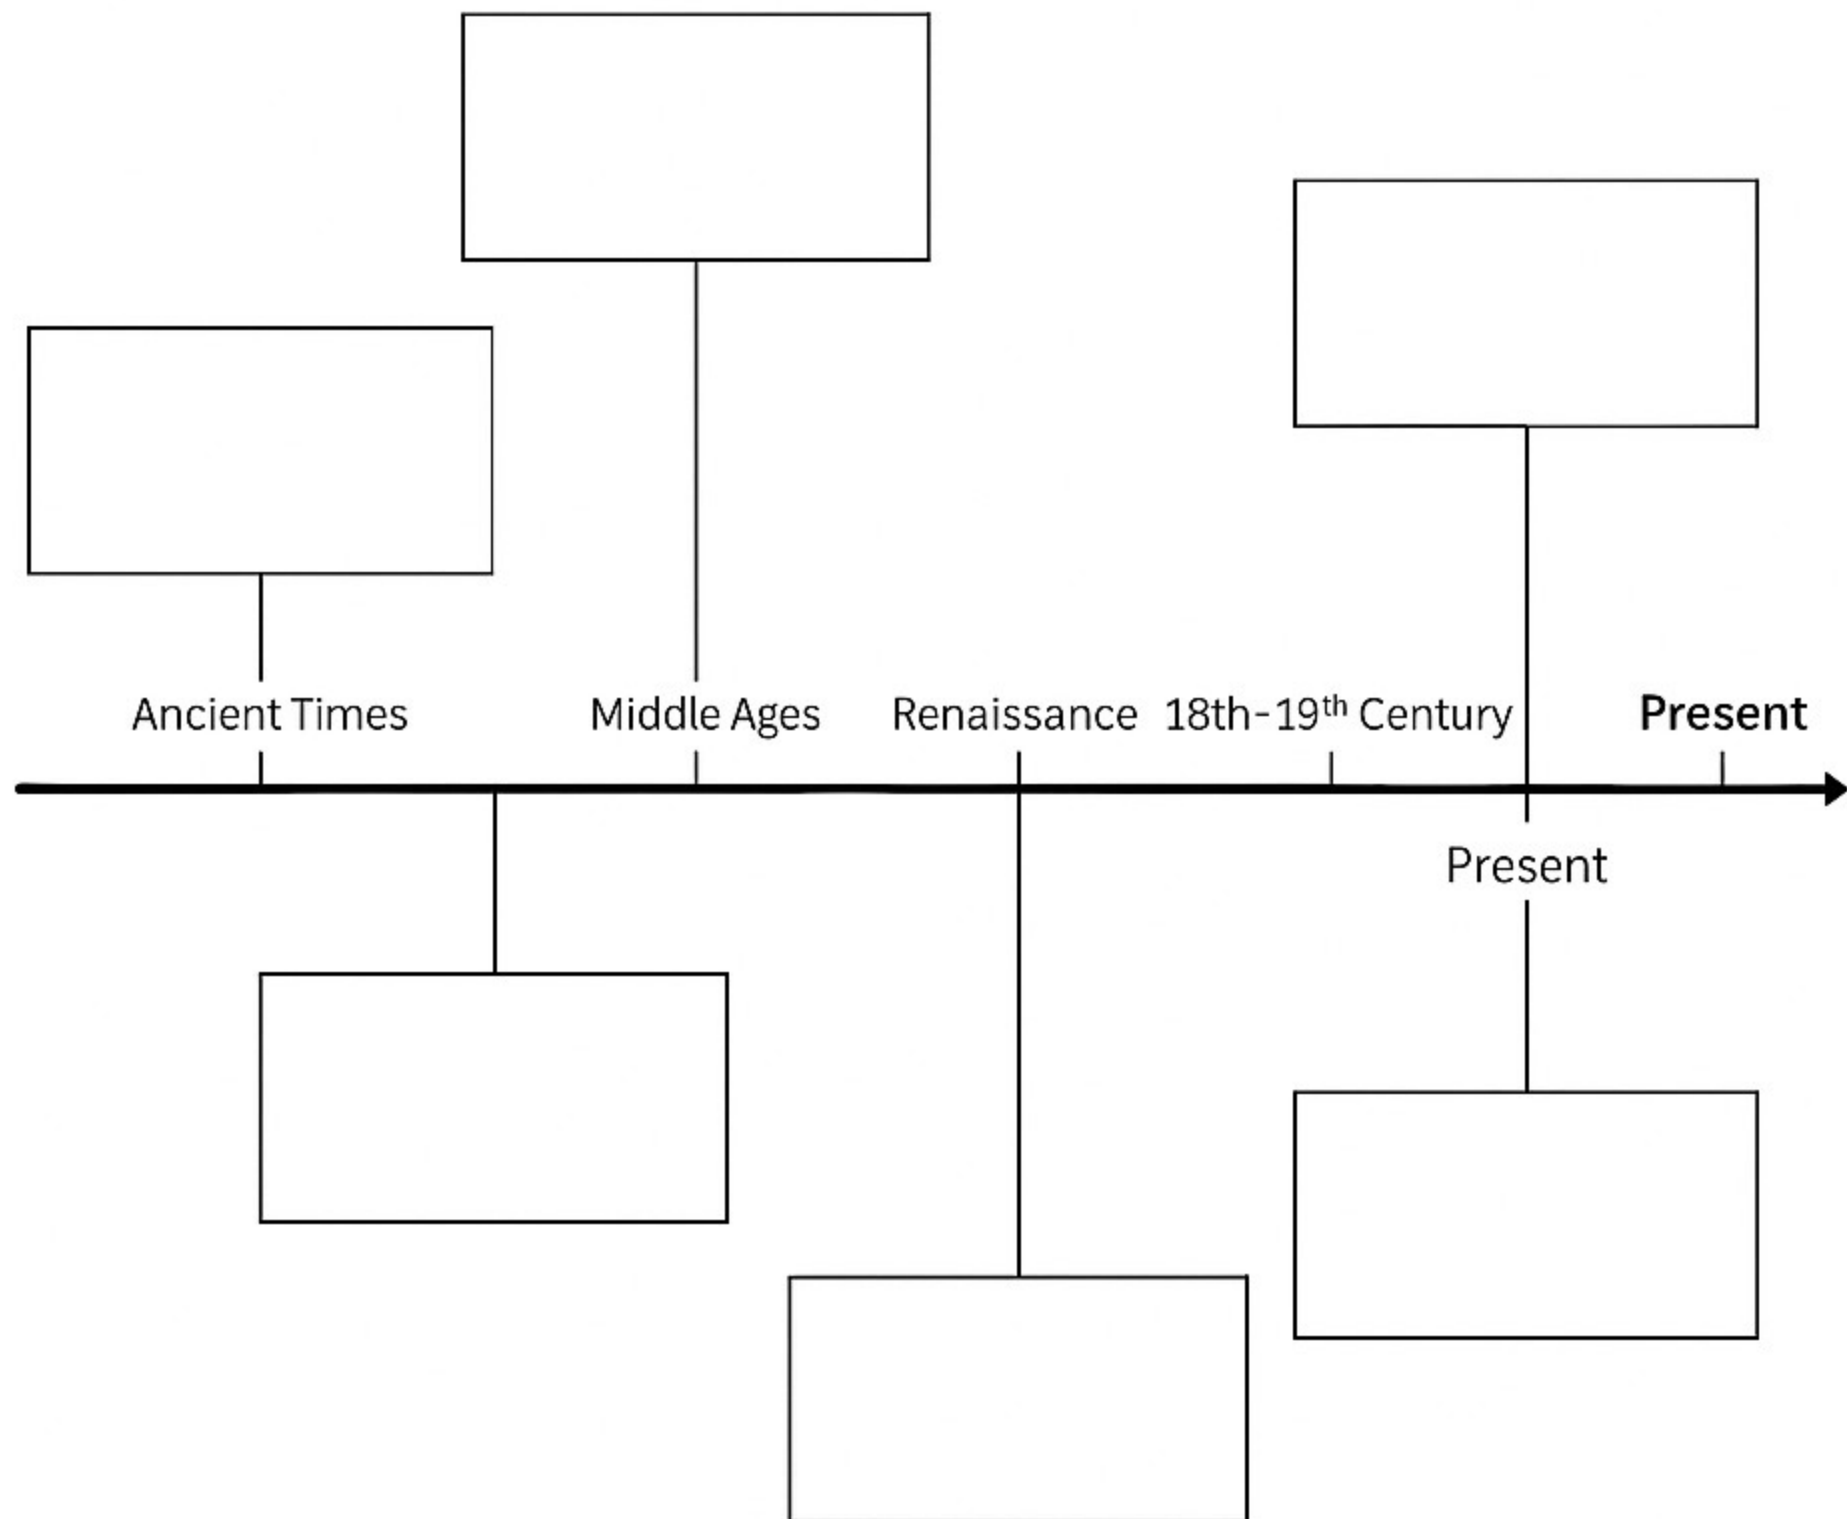 Ancient Times
Middle Ages
Renaissance
18th-19th Century
Present
Present